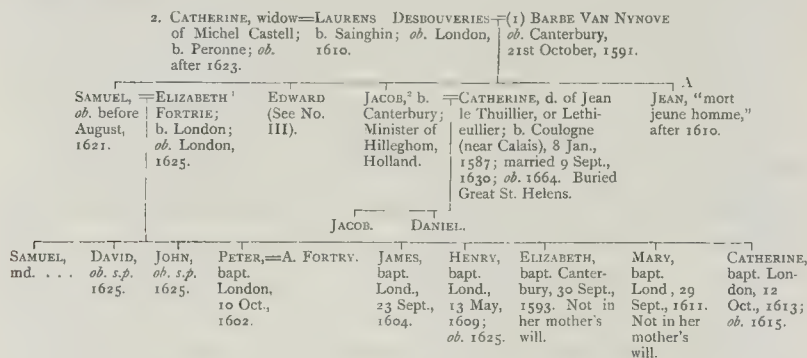 2. CATHERINE, widow=LAURENS DESBOUVERIES=(1) BARBE VAN NYNOVE
of Michel Castell; b. Sainghin; ob. London, ob. Canterbury,
b. Peronne; ob. 1610. 21st October, 1591.
after 1623.
A
SAMUEL,
ob. before
August,
1621.
=ELIZABETH ¹
FORTRIE;
b. London;
ob. London,
1625.
EDWARD
(See No.
III).
JACOB,² b.
Canterbury;
Minister of
Hilleghom,
Holland.
=CATHERINE, d. of Jean
le Thuillier, or Lethi-
eullier; b. Coulogne
(near Calais), 8 Jan.,
1587; married 9 Sept.,
1630; ob. 1664. Buried
Great St. Helens.
JEAN, "mort
jeune homme,"
after 1610.
JACOB. DANIEL.
SAMUEL,
md. . . .
DAVID,
ob. s.p.
1625.
JOHN,
ob. s.p.
1625.
PETER,=A. FORTRY.
bapt.
London,
10 Oct.,
1602.
JAMES,
bapt.
Lond.,
23 Sept.,
1604.
HENRY,
bapt.
Lond.,
13 May,
1609;
ob. 1625.
ELIZABETH,
bapt. Canter-
bury, 30 Sept.,
1593. Not in
her mother's
will.
MARY,
bapt.
Lond , 29
Sept., 1611.
Not in her
mother's
will.
CATHERINE,
bapt. Lon-
don, 12
Oct., 1613;
ob. 1615.